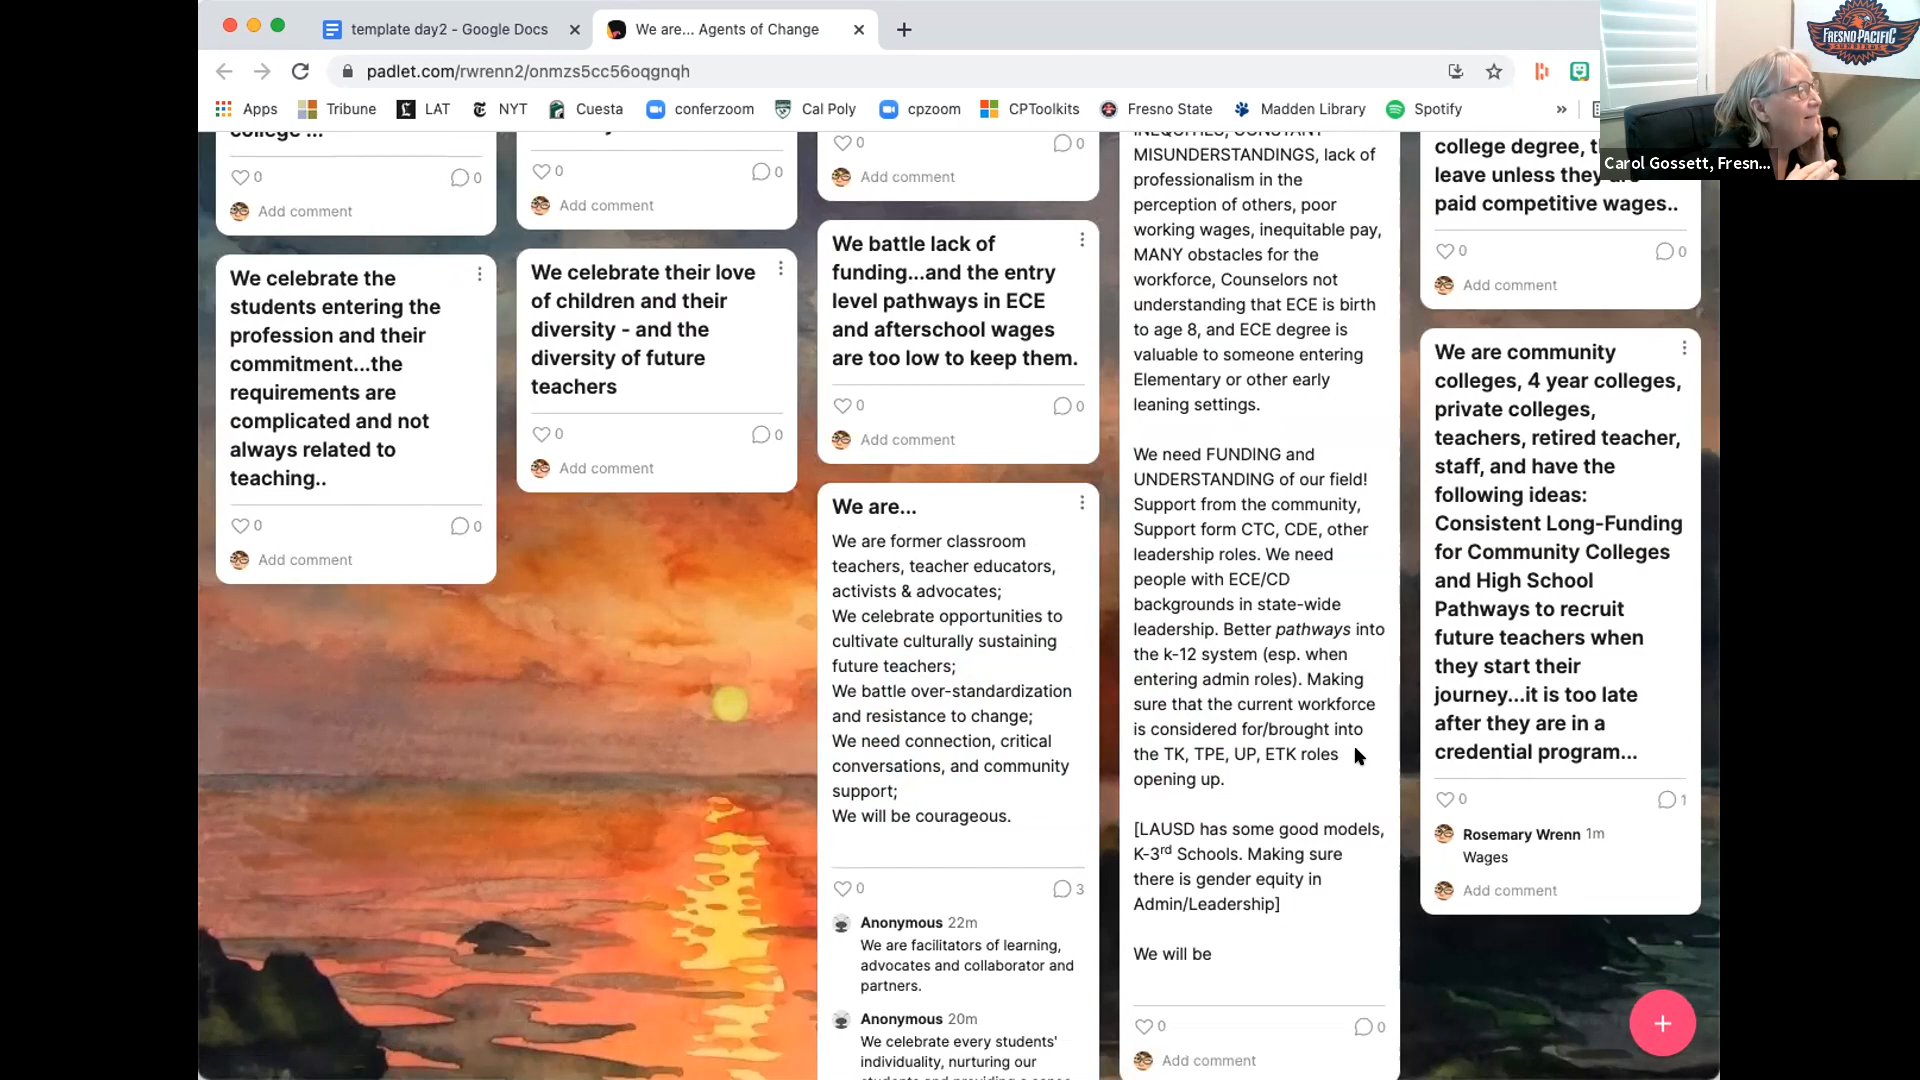 template day2 - Google Docs
We are... Agents of Change
padlet.com/rwrenn2/onmzs5cc56oqgnqh
Apps
Tribune
LAT
NYT
Cuesta
conferzoom
Cal Poly
cpzoom
CPToolkits
Fresno State
Madden Library
Spotify
»
FRESNO PACIFIC
Carol Gossett, Fresn...
college ...
0
0
Add comment
We celebrate the
students entering the
profession and their
commitment...the
requirements are
complicated and not
always related to
teaching..
0
0
Add comment
0
0
Add comment
We celebrate their love
of children and their
diversity - and the
diversity of future
teachers
0
0
Add comment
0
0
Add comment
We battle lack of
funding...and the entry
level pathways in ECE
and afterschool wages
are too low to keep them.
0
0
Add comment
We are...
We are former classroom
teachers, teacher educators,
activists & advocates;
We celebrate opportunities to
cultivate culturally sustaining
future teachers;
We battle over-standardization
and resistance to change;
We need connection, critical
conversations, and community
support;
We will be courageous.
0
3
Anonymous 22m
We are facilitators of learning,
advocates and collaborator and
partners.
Anonymous 20m
We celebrate every students'
individuality, nurturing our
students and providing a sense
INEQUITIES, CONSTANT
MISUNDERSTANDINGS, lack of
professionalism in the
perception of others, poor
working wages, inequitable pay,
MANY obstacles for the
workforce, Counselors not
understanding that ECE is birth
to age 8, and ECE degree is
valuable to someone entering
Elementary or other early
leaning settings.
We need FUNDING and
UNDERSTANDING of our field!
Support from the community,
Support form CTC, CDE, other
leadership roles. We need
people with ECE/CD
backgrounds in state-wide
leadership. Better pathways into
the k-12 system (esp. when
entering admin roles). Making
sure that the current workforce
is considered for/brought into
the TK, TPE, UP, ETK roles
opening up.
[LAUSD has some good models,
K-3rd Schools. Making sure
there is gender equity in
Admin/Leadership]
We will be
0
0
Add comment
college degree, t
leave unless they are
paid competitive wages..
0
0
Add comment
We are community
colleges, 4 year colleges,
private colleges,
teachers, retired teacher,
staff, and have the
following ideas:
Consistent Long-Funding
for Community Colleges
and High School
Pathways to recruit
future teachers when
they start their
journey...it is too late
after they are in a
credential program...
0
1
Rosemary Wrenn 1m
Wages
Add comment